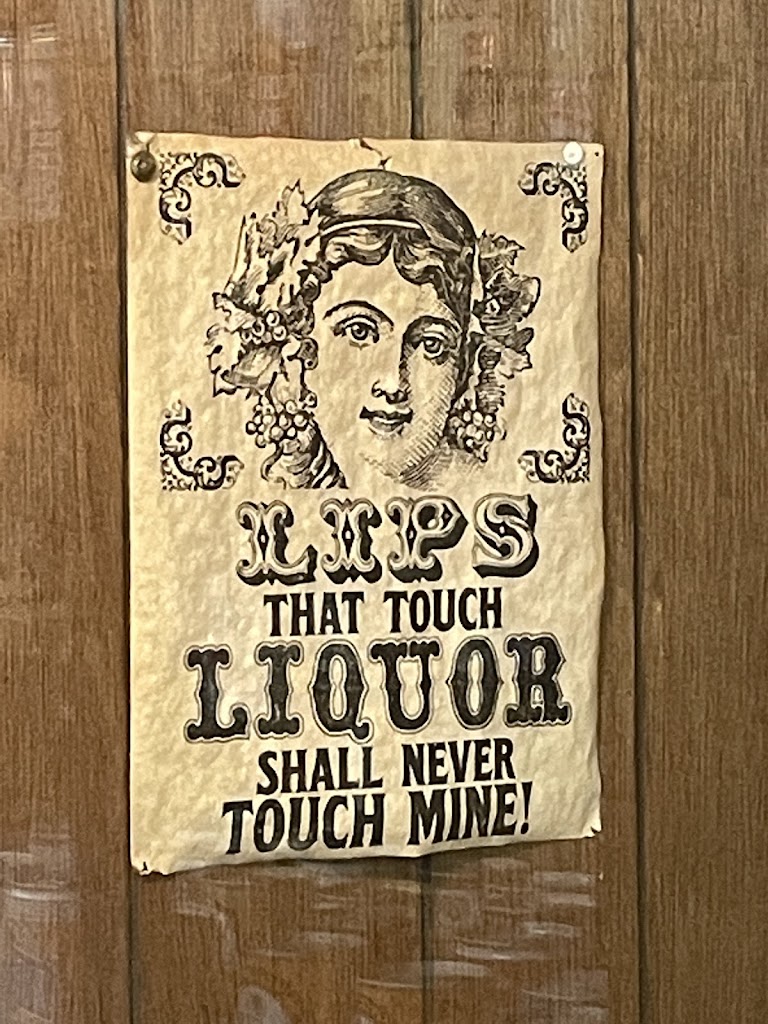 LIPS
THAT TOUCH
LIQUOR
SHALL NEVER
TOUCH MINE!